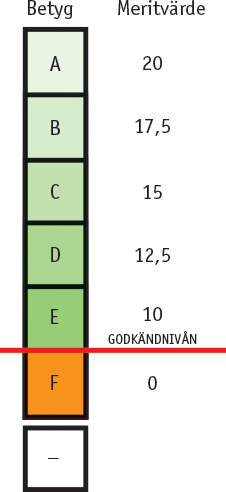 Betyg Meritvärde
A 20
B 17,5
C 15
D 12,5
E 10
GODKÄNDNIVÅN
F 0
–